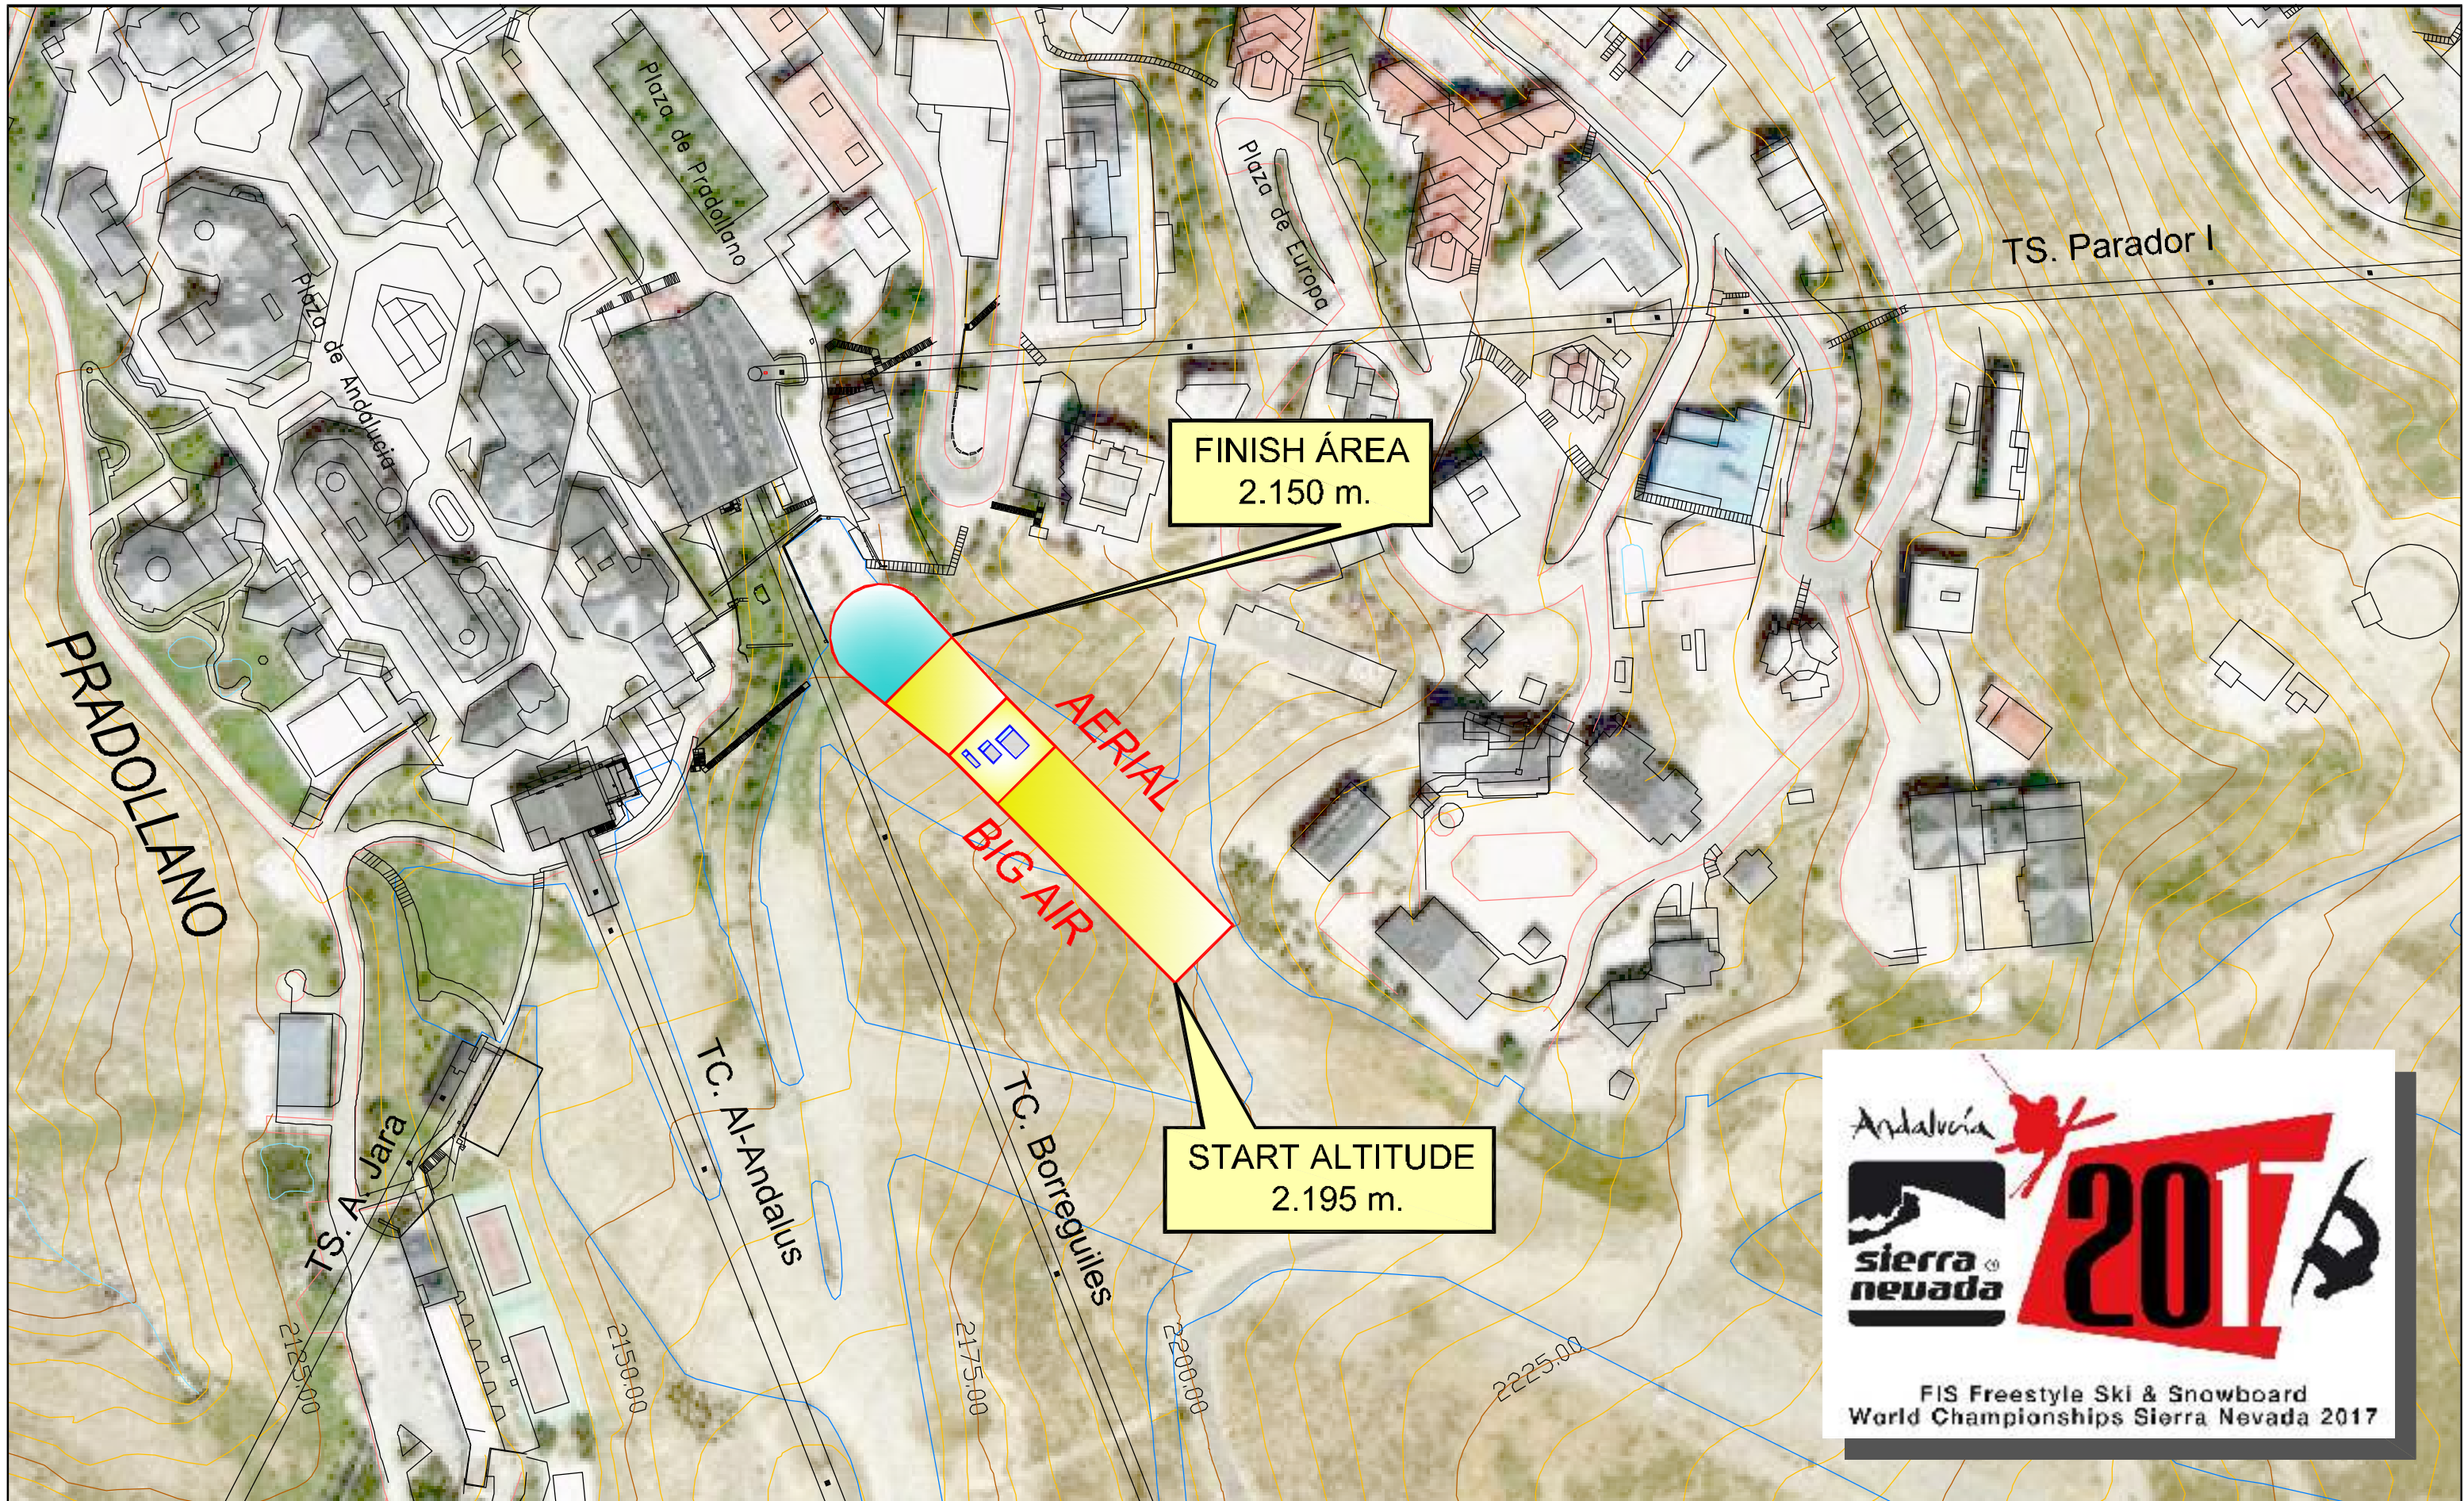 Plaza de Pradollano
Plaza de Europa
TS. Parador I
Plaza de Andalucia
FINISH ÁREA
2.150 m.
PRADOLLANO
AERIAL
BIG AIR
TS. A. Jara
TC. Al-Andalus
TC. Borreguiles
START ALTITUDE
2.195 m.
2125.00
2150.00
2175.00
2200.00
2225.00
Andalucía
2017
sierra
nevada
FIS Freestyle Ski & Snowboard
World Championships Sierra Nevada 2017